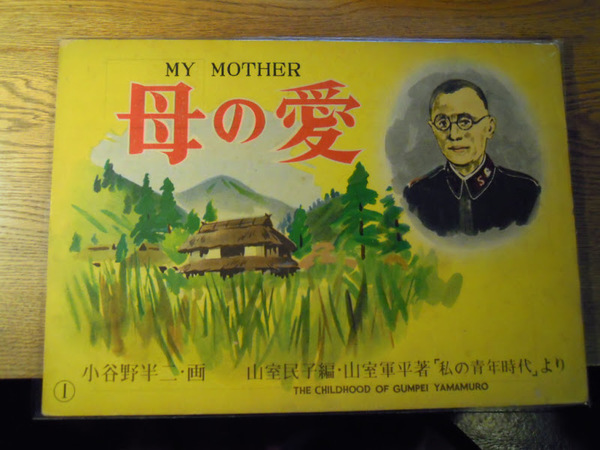 MY MOTHER
母の愛
S S
小谷野半二・画 山室民子編・山室軍平著「私の青年時代」より
THE CHILDHOOD OF GUMPEI YAMAMURO
①